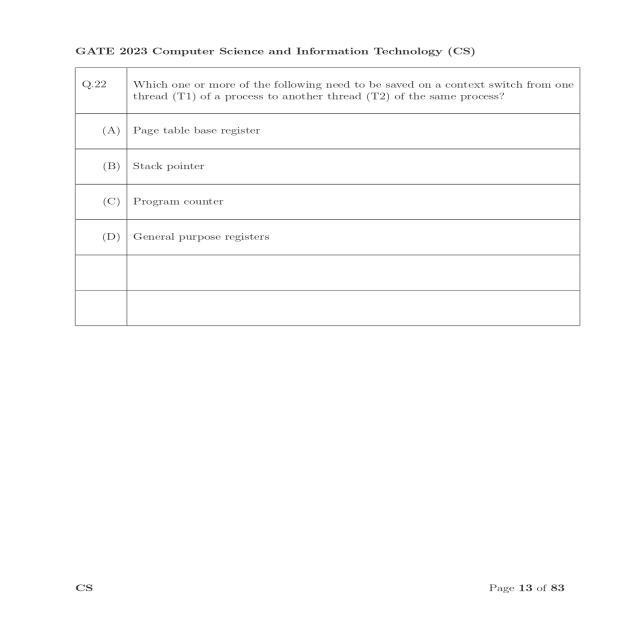 GATE 2023 Computer Science and Information Technology (CS)
Q.22 Which one or more of the following need to be saved on a context switch from one
thread (T1) of a process to another thread (T2) of the same process?
(A) Page table base register
(B) Stack pointer
(C) Program counter
(D) General purpose registers
CS Page 13 of 83